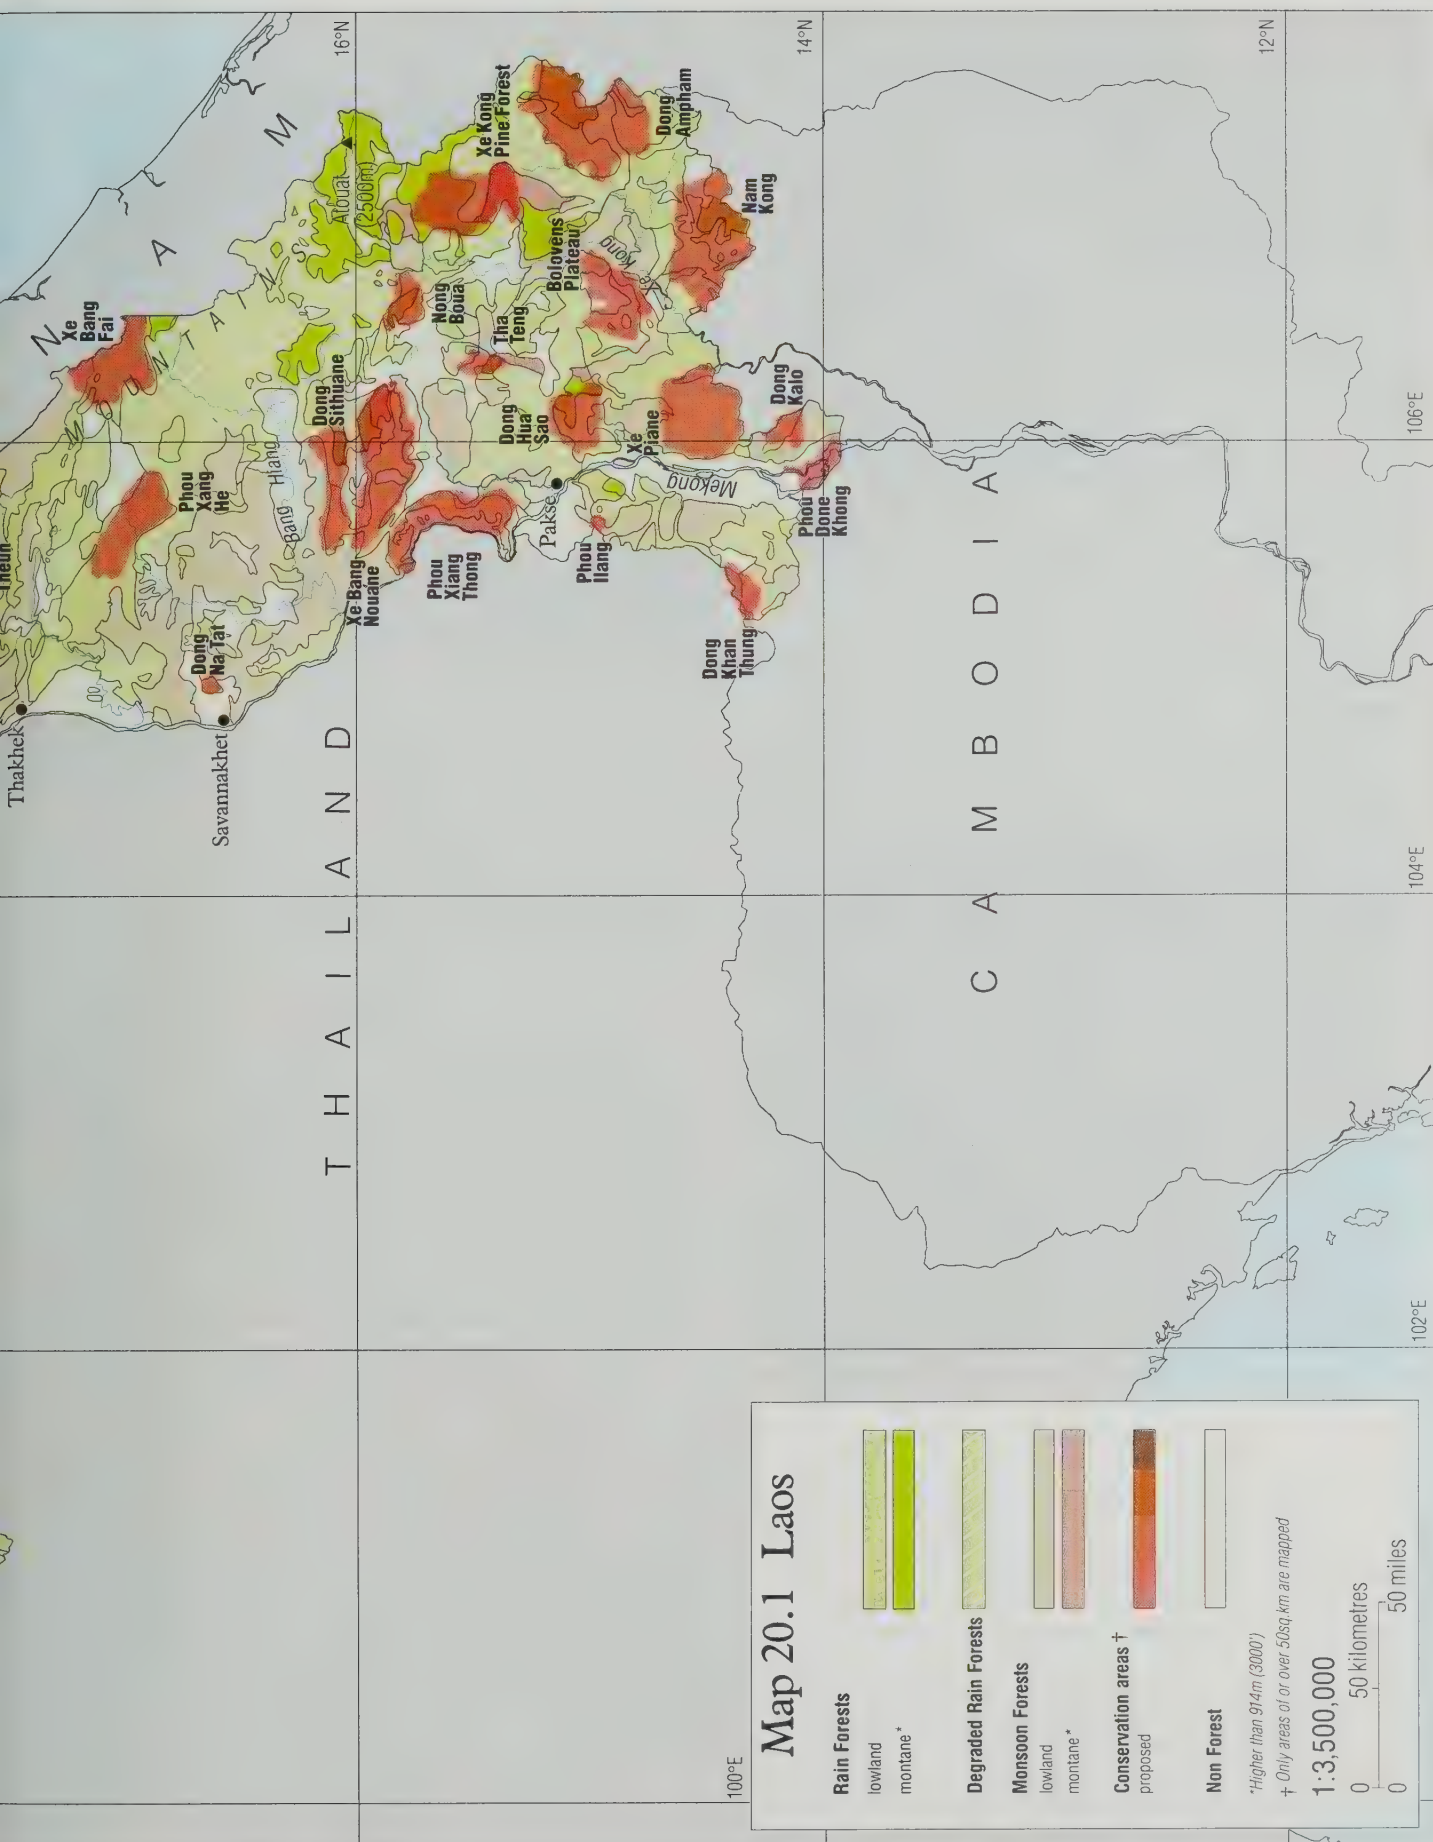 Map 20.1 Laos
Rain Forests
lowland
montane*
Degraded Rain Forests
Monsoon Forests
lowland
montane*
Conservation areas †
proposed
Non Forest
*Higher than 914m (3000')
† Only areas of or over 50sq.km are mapped
1:3,500,000
0 50 kilometres
0 50 miles
100°E
102°E
104°E
106°E
16°N
14°N
12°N
THAILAND
CAMBODIA
N A M
UNTAINS
Thakhek
Savannakhet
Pakse
Theun
Dong
Na Tat
Phou
Xang
He
Xe
Bang
Fai
Bang Hiang
Atouat
(2500m)
Dong
Sithuane
Xe Bang
Nouane
Phou
Xiang
Thong
Nong
Boua
Tha
Teng
Xe Kong
Pine Forest
Bolovens
Plateau
Dong
Hua
Sao
Phou
Ilang
Xe
Piane
Mekong
Xe Kong
Dong
Ampham
Nam
Kong
Dong
Kalo
Phou
Done
Khong
Dong
Khan
Thung